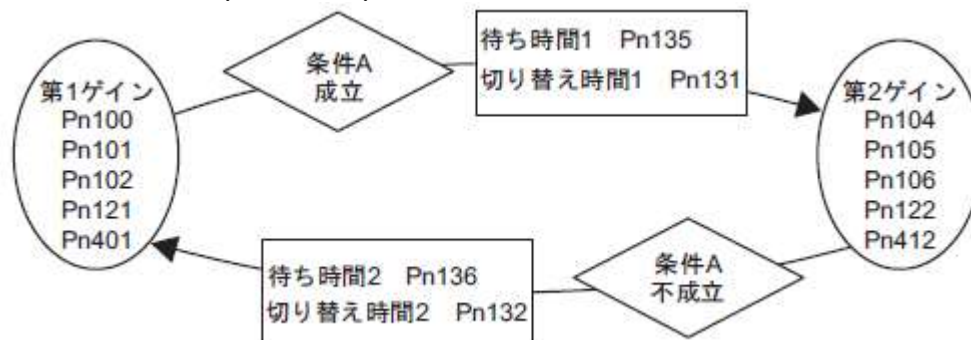 第1ゲイン
Pn100
Pn101
Pn102
Pn121
Pn401
条件A
成立
待ち時間1 Pn135
切り替え時間1 Pn131
第2ゲイン
Pn104
Pn105
Pn106
Pn122
Pn412
条件A
不成立
待ち時間2 Pn136
切り替え時間2 Pn132